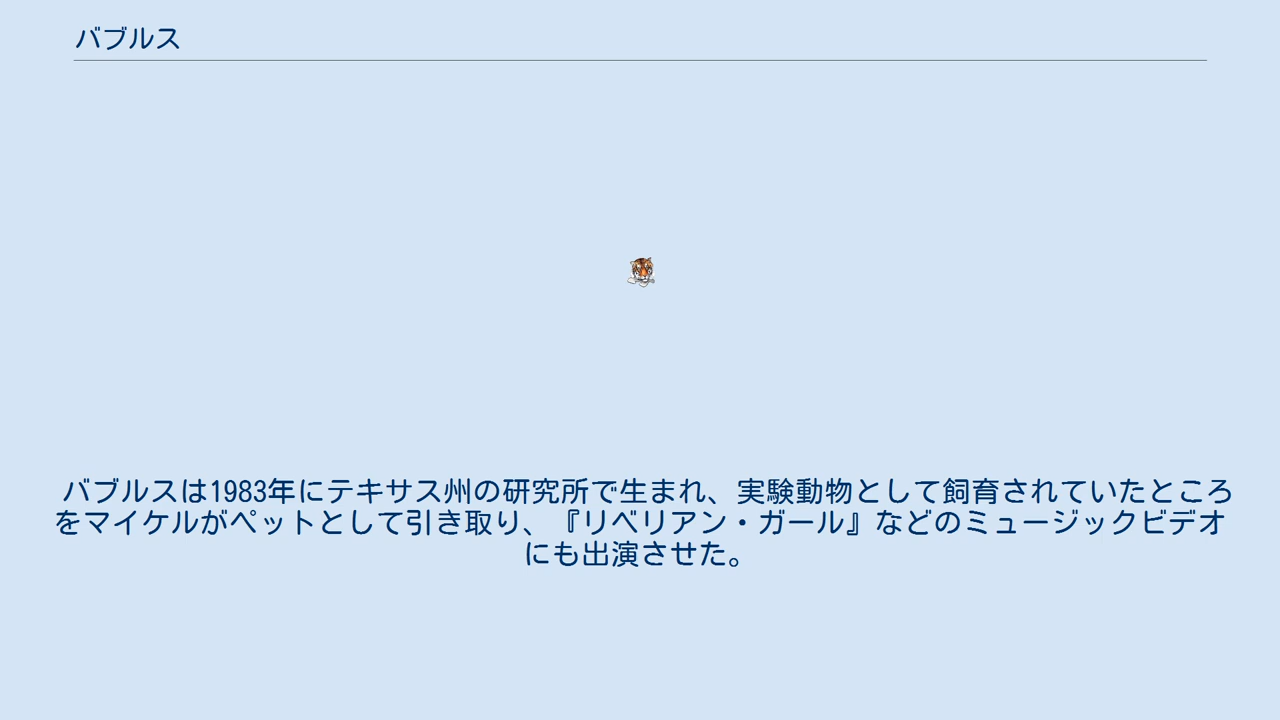 バブルス
バブルスは1983年にテキサス州の研究所で生まれ、実験動物として飼育されていたところ
をマイケルがペットとして引き取り、『リベリアン・ガール』などのミュージックビデオ
にも出演させた。